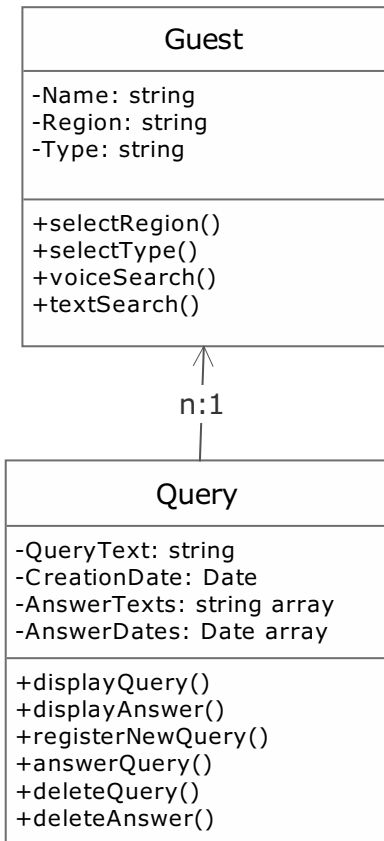 Guest
-Name: string
-Region: string
-Type: string
+selectRegion()
+selectType()
+voiceSearch()
+textSearch()
n:1
Query
-QueryText: string
-CreationDate: Date
-AnswerTexts: string array
-AnswerDates: Date array
+displayQuery()
+displayAnswer()
+registerNewQuery()
+answerQuery()
+deleteQuery()
+deleteAnswer()